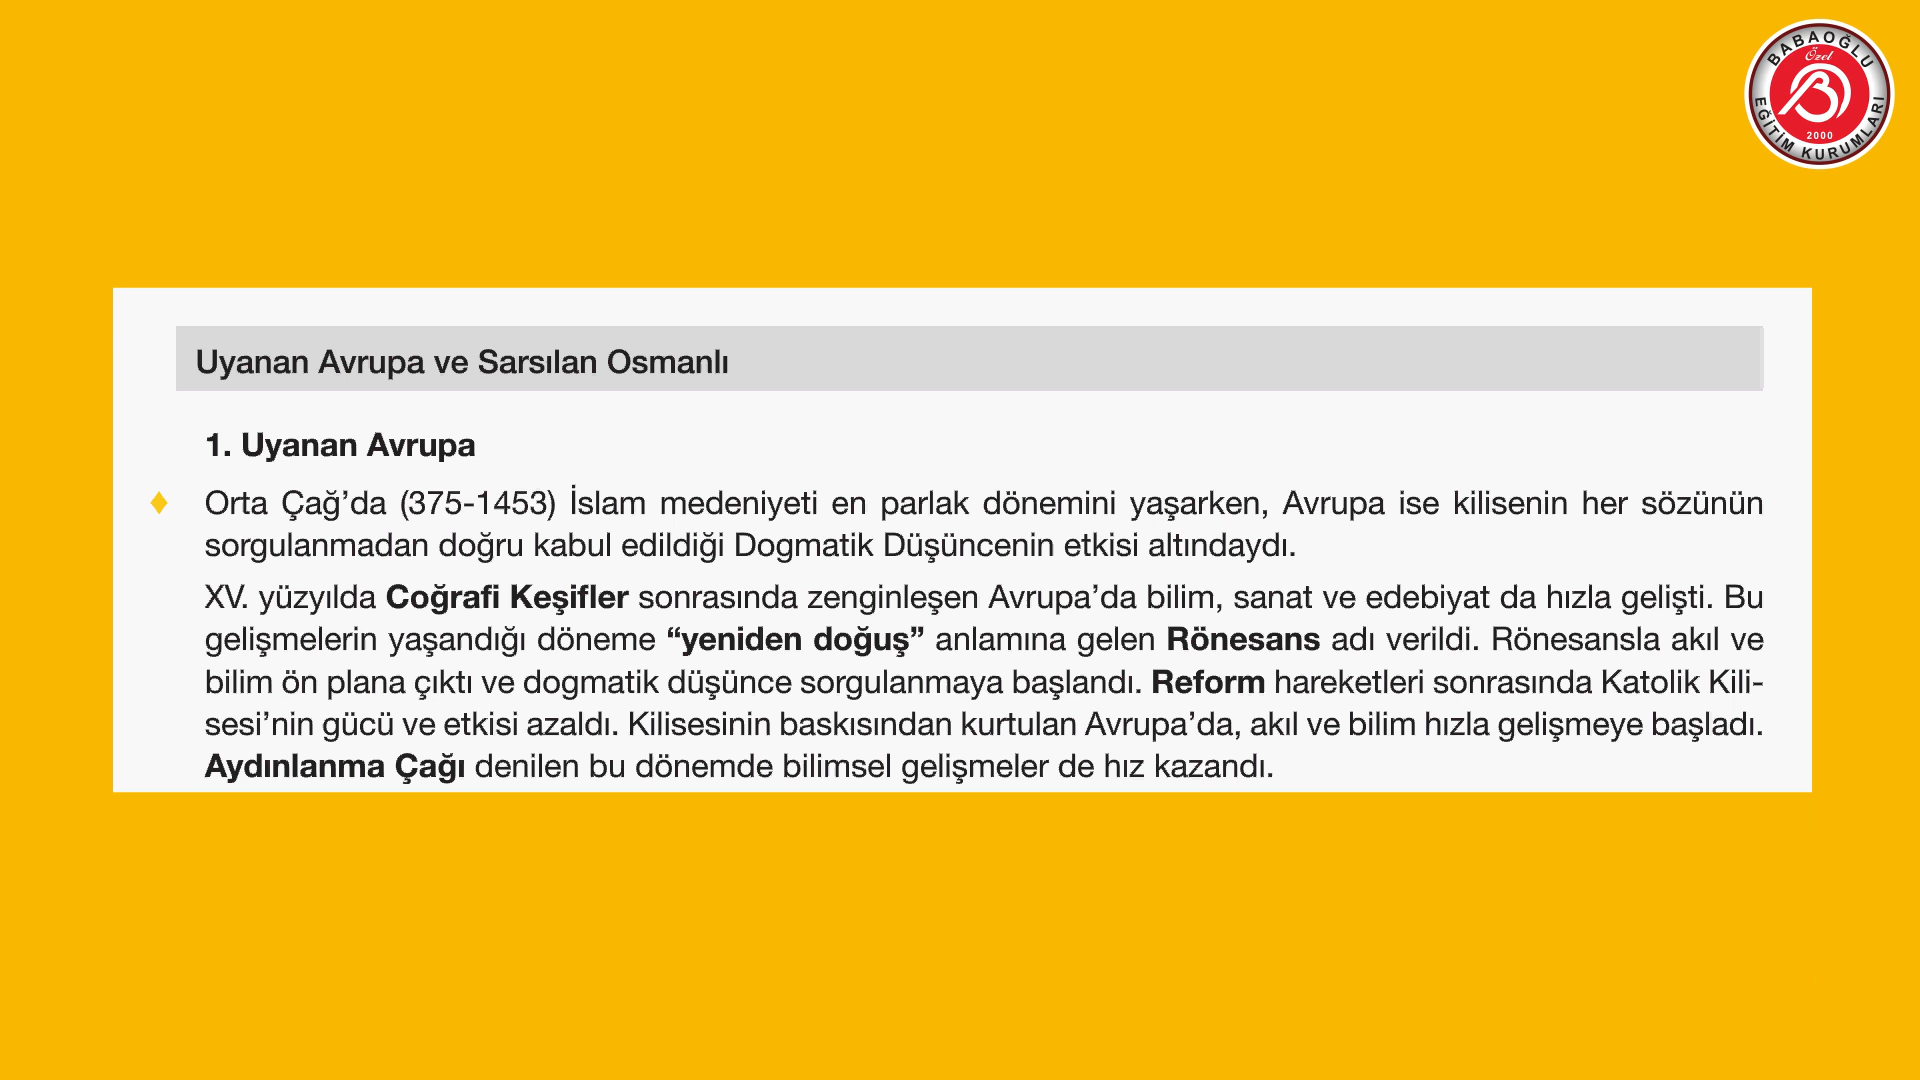 BABAOĞLU
Özel
B
2000
EĞİTİM KURUMLARI
Uyanan Avrupa ve Sarsılan Osmanlı
1. Uyanan Avrupa
Orta Çağ’da (375-1453) İslam medeniyeti en parlak dönemini yaşarken, Avrupa ise kilisenin her sözünün
sorgulanmadan doğru kabul edildiği Dogmatik Düşüncenin etkisi altındaydı.
XV. yüzyılda Coğrafi Keşifler sonrasında zenginleşen Avrupa’da bilim, sanat ve edebiyat da hızla gelişti. Bu
gelişmelerin yaşandığı döneme “yeniden doğuş” anlamına gelen Rönesans adı verildi. Rönesansla akıl ve
bilim ön plana çıktı ve dogmatik düşünce sorgulanmaya başlandı. Reform hareketleri sonrasında Katolik Kili-
sesi’nin gücü ve etkisi azaldı. Kilisesinin baskısından kurtulan Avrupa’da, akıl ve bilim hızla gelişmeye başladı.
Aydınlanma Çağı denilen bu dönemde bilimsel gelişmeler de hız kazandı.